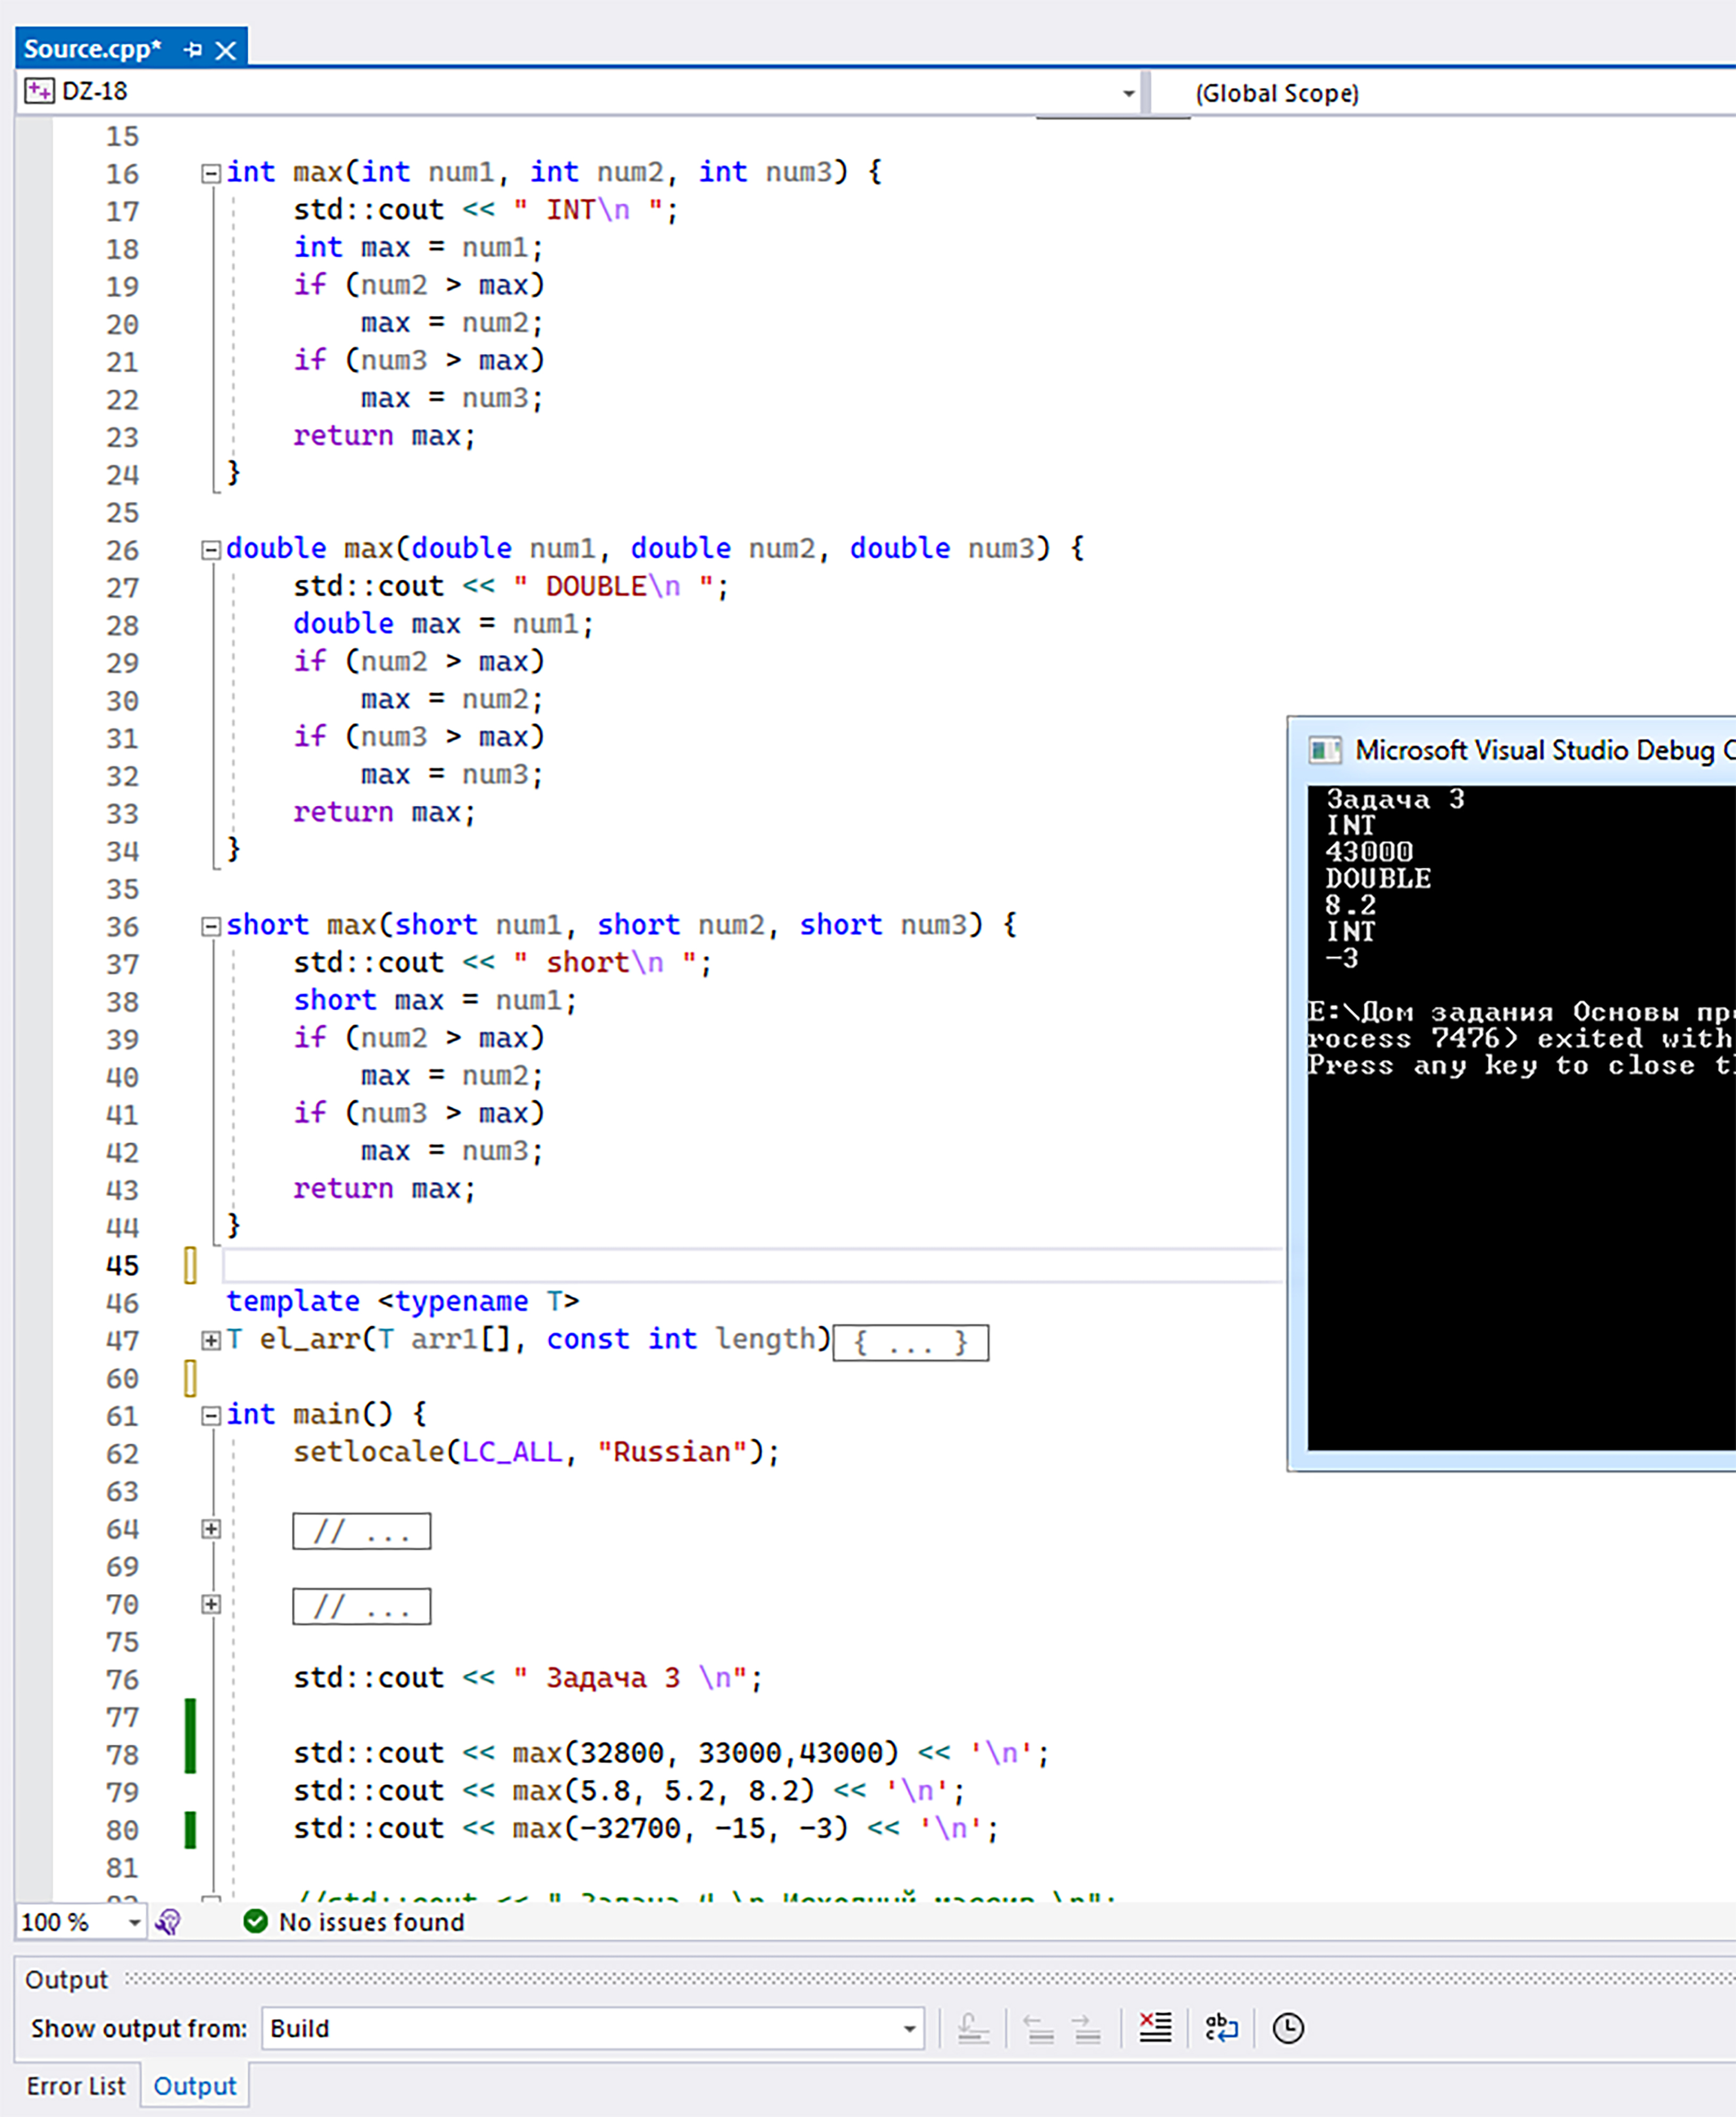 Source.cpp*
DZ-18
(Global Scope)
15
16 int max(int num1, int num2, int num3) {
17 std::cout << " INT\n ";
18 int max = num1;
19 if (num2 > max)
20 max = num2;
21 if (num3 > max)
22 max = num3;
23 return max;
24 }
25
26 double max(double num1, double num2, double num3) {
27 std::cout << " DOUBLE\n ";
28 double max = num1;
29 if (num2 > max)
30 max = num2;
31 if (num3 > max)
32 max = num3;
33 return max;
34 }
35
36 short max(short num1, short num2, short num3) {
37 std::cout << " short\n ";
38 short max = num1;
39 if (num2 > max)
40 max = num2;
41 if (num3 > max)
42 max = num3;
43 return max;
44 }
45
46 template <typename T>
47 T el_arr(T arr1[], const int length){ ... }
60
61 int main() {
62 setlocale(LC_ALL, "Russian");
63
64 // ...
69
70 // ...
75
76 std::cout << " Задача 3 \n";
77
78 std::cout << max(32800, 33000,43000) << '\n';
79 std::cout << max(5.8, 5.2, 8.2) << '\n';
80 std::cout << max(-32700, -15, -3) << '\n';
81
Microsoft Visual Studio Debug
Задача 3
INT
43000
DOUBLE
8.2
INT
-3
E:\Дом задания Основы пр
rocess 7476) exited with
Press any key to close t
100 %
No issues found
Output
Show output from: Build
Error List Output